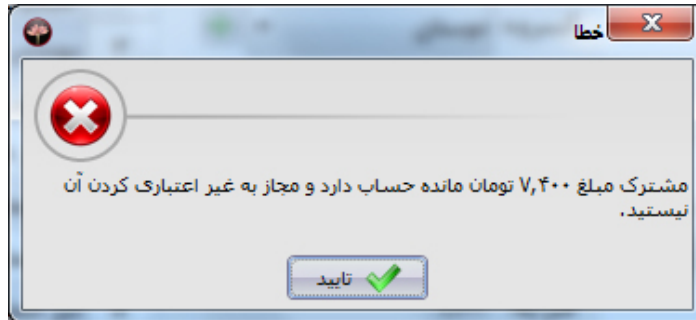 خطا
مشترک مبلغ ۷,۴۰۰ تومان مانده حساب دارد و مجاز به غیر اعتباری کردن آن
نیستید.
تایید